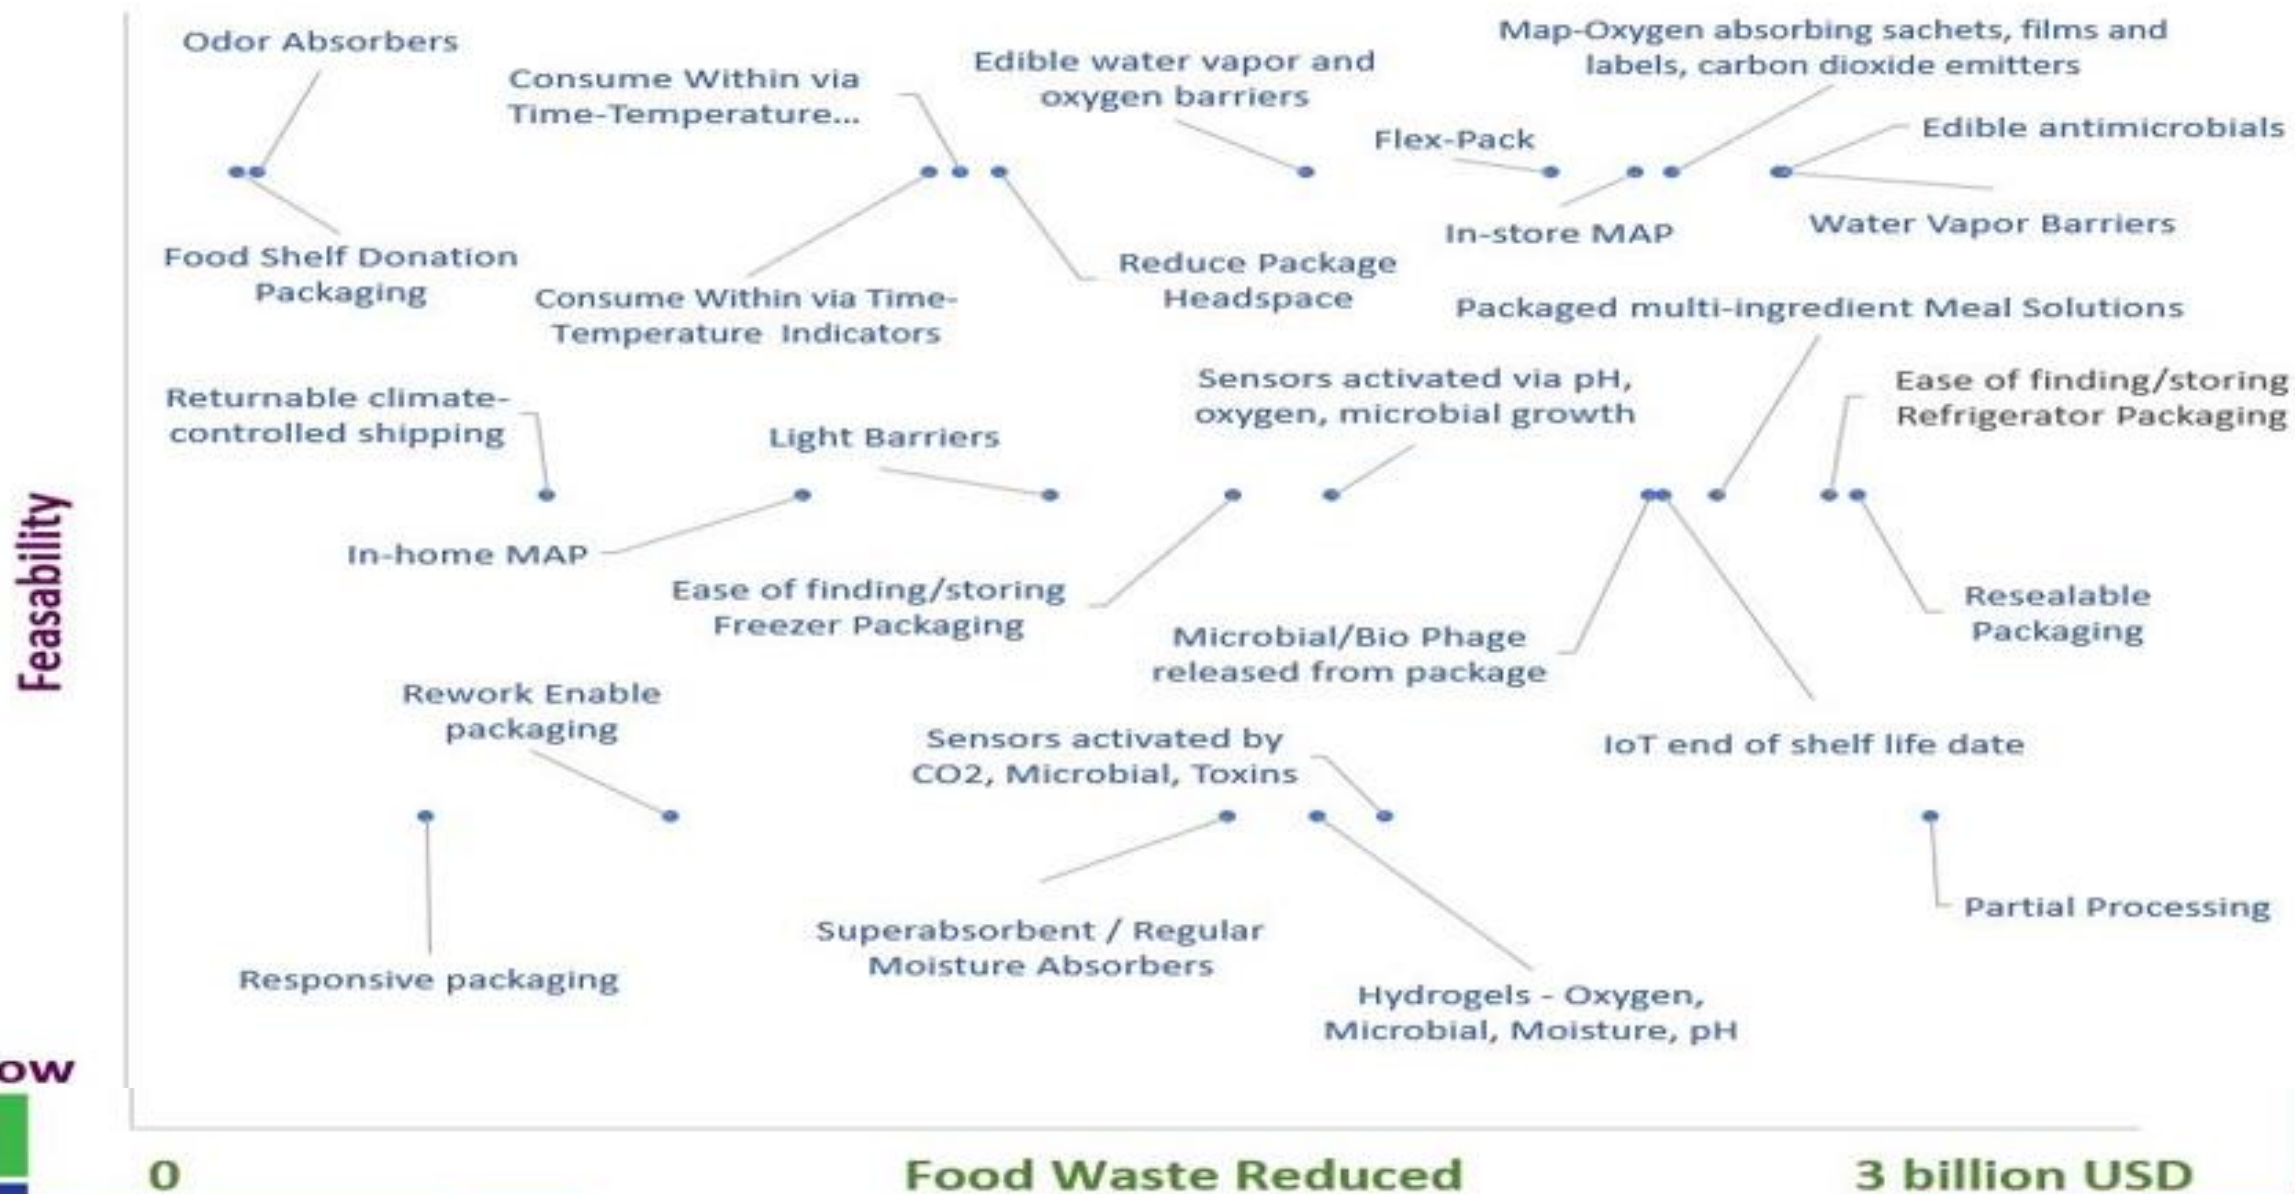 Odor Absorbers
Consume Within via
Time-Temperature...
Edible water vapor and
oxygen barriers
Map-Oxygen absorbing sachets, films and
labels, carbon dioxide emitters
Flex-Pack
Edible antimicrobials
Food Shelf Donation
Packaging
Consume Within via Time-
Temperature Indicators
Reduce Package
Headspace
In-store MAP
Water Vapor Barriers
Packaged multi-ingredient Meal Solutions
Returnable climate-
controlled shipping
Light Barriers
Sensors activated via pH,
oxygen, microbial growth
Ease of finding/storing
Refrigerator Packaging
Feasability
In-home MAP
Ease of finding/storing
Freezer Packaging
Microbial/Bio Phage
released from package
Resealable
Packaging
Rework Enable
packaging
Sensors activated by
CO2, Microbial, Toxins
IoT end of shelf life date
Responsive packaging
Superabsorbent / Regular
Moisture Absorbers
Partial Processing
Hydrogels - Oxygen,
Microbial, Moisture, pH
ow
0
Food Waste Reduced
3 billion USD